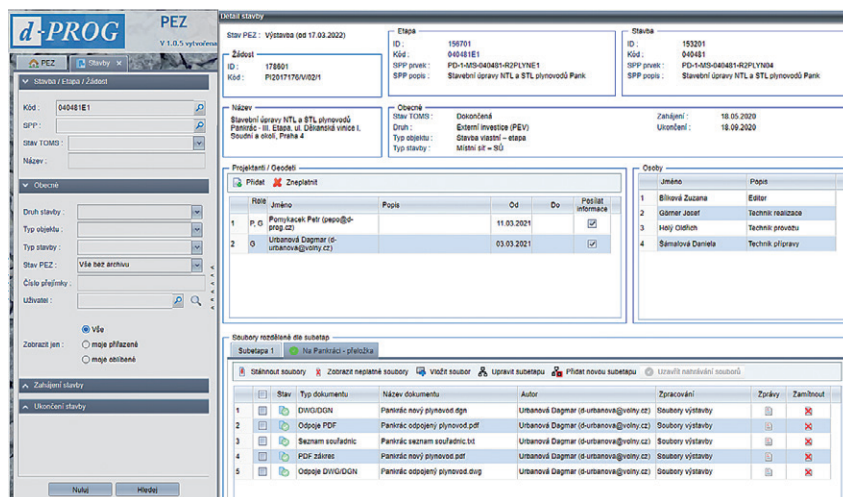 d-PROG
PEZ
V 1.0.5 vytvořena
PEZ
Stavby
Stavba / Etapa / Žádost
Kód :
040481E1
SPP :
Stav TOMS :
Název :
Obecné
Druh stavby :
Typ objektu :
Typ stavby :
Stav PEZ :
Vše bez archivu
Číslo přejímky :
Uživatel :
Zobrazit jen :
Vše
moje přiřazené
moje oblíbené
Zahájení stavby
Ukončení stavby
Nuluj
Hledej
Detail stavby
Stav PEZ : Výstavba (od 17.03.2022)
Žádost
ID : 178601
Kód : P/2017176/V/02/1
Etapa
ID : 156701
Kód : 040481E1
SPP prvek : PD-1-MS-040481-R2PLYNE1
SPP popis : Stavební úpravy NTL a STL plynovodů Pank
Stavba
ID : 153201
Kód : 040481
SPP prvek : PD-1-MS-040481-R2PLYN04
SPP popis : Stavební úpravy NTL a STL plynovodů Pank
Název
Stavební úpravy NTL a STL plynovodů
Pankrác - III. Etapa, ul. Děkanská vinice I.
Soudní a okolí, Praha 4
Obecné
Stav TOMS : Dokončená
Druh : Externí investice (PEV)
Typ objektu : Stavba vlastní – etapa
Typ stavby : Místní síť – SÚ
Zahájení : 18.05.2020
Ukončení : 18.09.2020
Projektanti / Geodeti
Přidat Zneplatnit
Role Jméno Popis Od Do Posílat
informace
1 P, G Pomykacek Petr (pepo@d-
prog.cz) 11.03.2021
2 G Urbanová Dagmar (d-
urbanova@volny.cz) 03.03.2021
Osoby
Jméno Popis
1 Bílinová Zuzana Editor
2 Görner Josef Technik realizace
3 Holý Oldřich Technik provozu
4 Šámalová Daniela Technik přípravy
Soubory rozdělené dle subetap
Subetapa 1 Na Pankráci - přeložka
Stáhnout soubor Zobrazit neplatné soubory Vložit soubor Upravit subetapu Přidat novou subetapu Uzavřít nahrávání souborů
Stav Typ dokumentu Název dokumentu Autor Zpracování Zprávy Zamítnout
1 DWG/DGN Pankrác nový plynovod.dgn Urbanová Dagmar (d-urbanova@volny.cz) Soubory výstavby
2 Odpoje PDF Pankrác odpojený plynovod.pdf Urbanová Dagmar (d-urbanova@volny.cz) Soubory výstavby
3 Seznam souřadnic Pankrác seznam souřadnic.txt Urbanová Dagmar (d-urbanova@volny.cz) Soubory výstavby
4 PDF zákres Pankrác nový plynovod.pdf Urbanová Dagmar (d-urbanova@volny.cz) Soubory výstavby
5 Odpoje DWG/DGN Pankrác odpojený plynovod.dwg Urbanová Dagmar (d-urbanova@volny.cz) Soubory výstavby